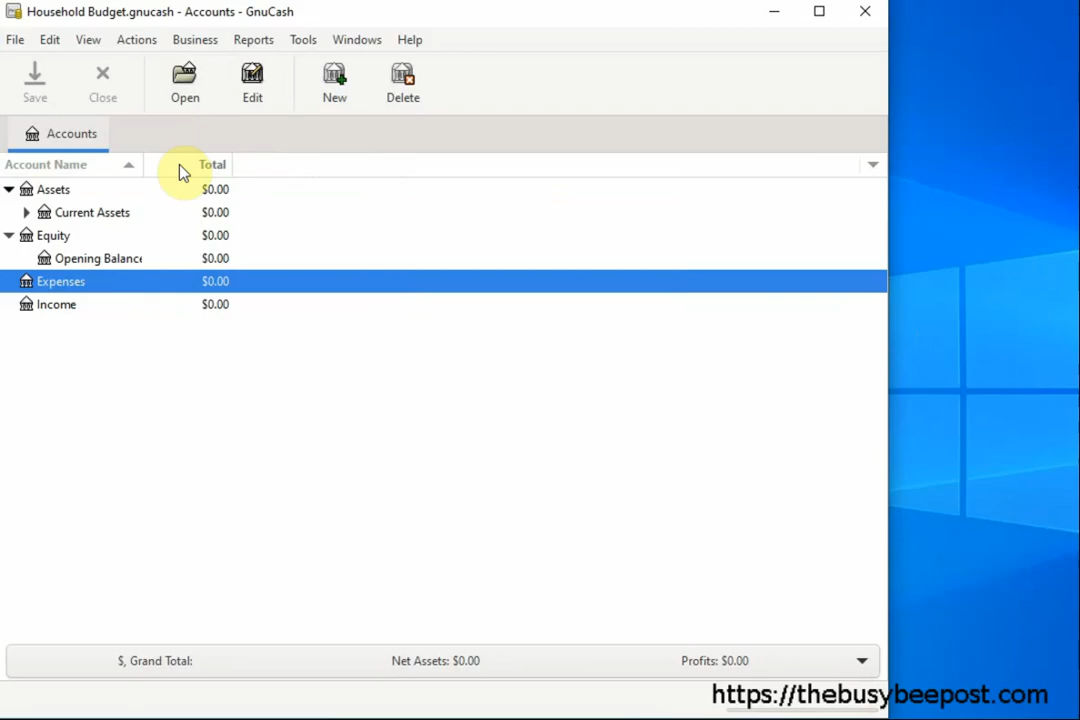 Household Budget.gnucash - Accounts - GnuCash
File Edit View Actions Business Reports Tools Windows Help
Save Close Open Edit New Delete
Accounts
Account Name Total
Assets $0.00
Current Assets $0.00
Equity $0.00
Opening Balance $0.00
Expenses $0.00
Income $0.00
$, Grand Total: Net Assets: $0.00 Profits: $0.00
https://thebusybeepost.com